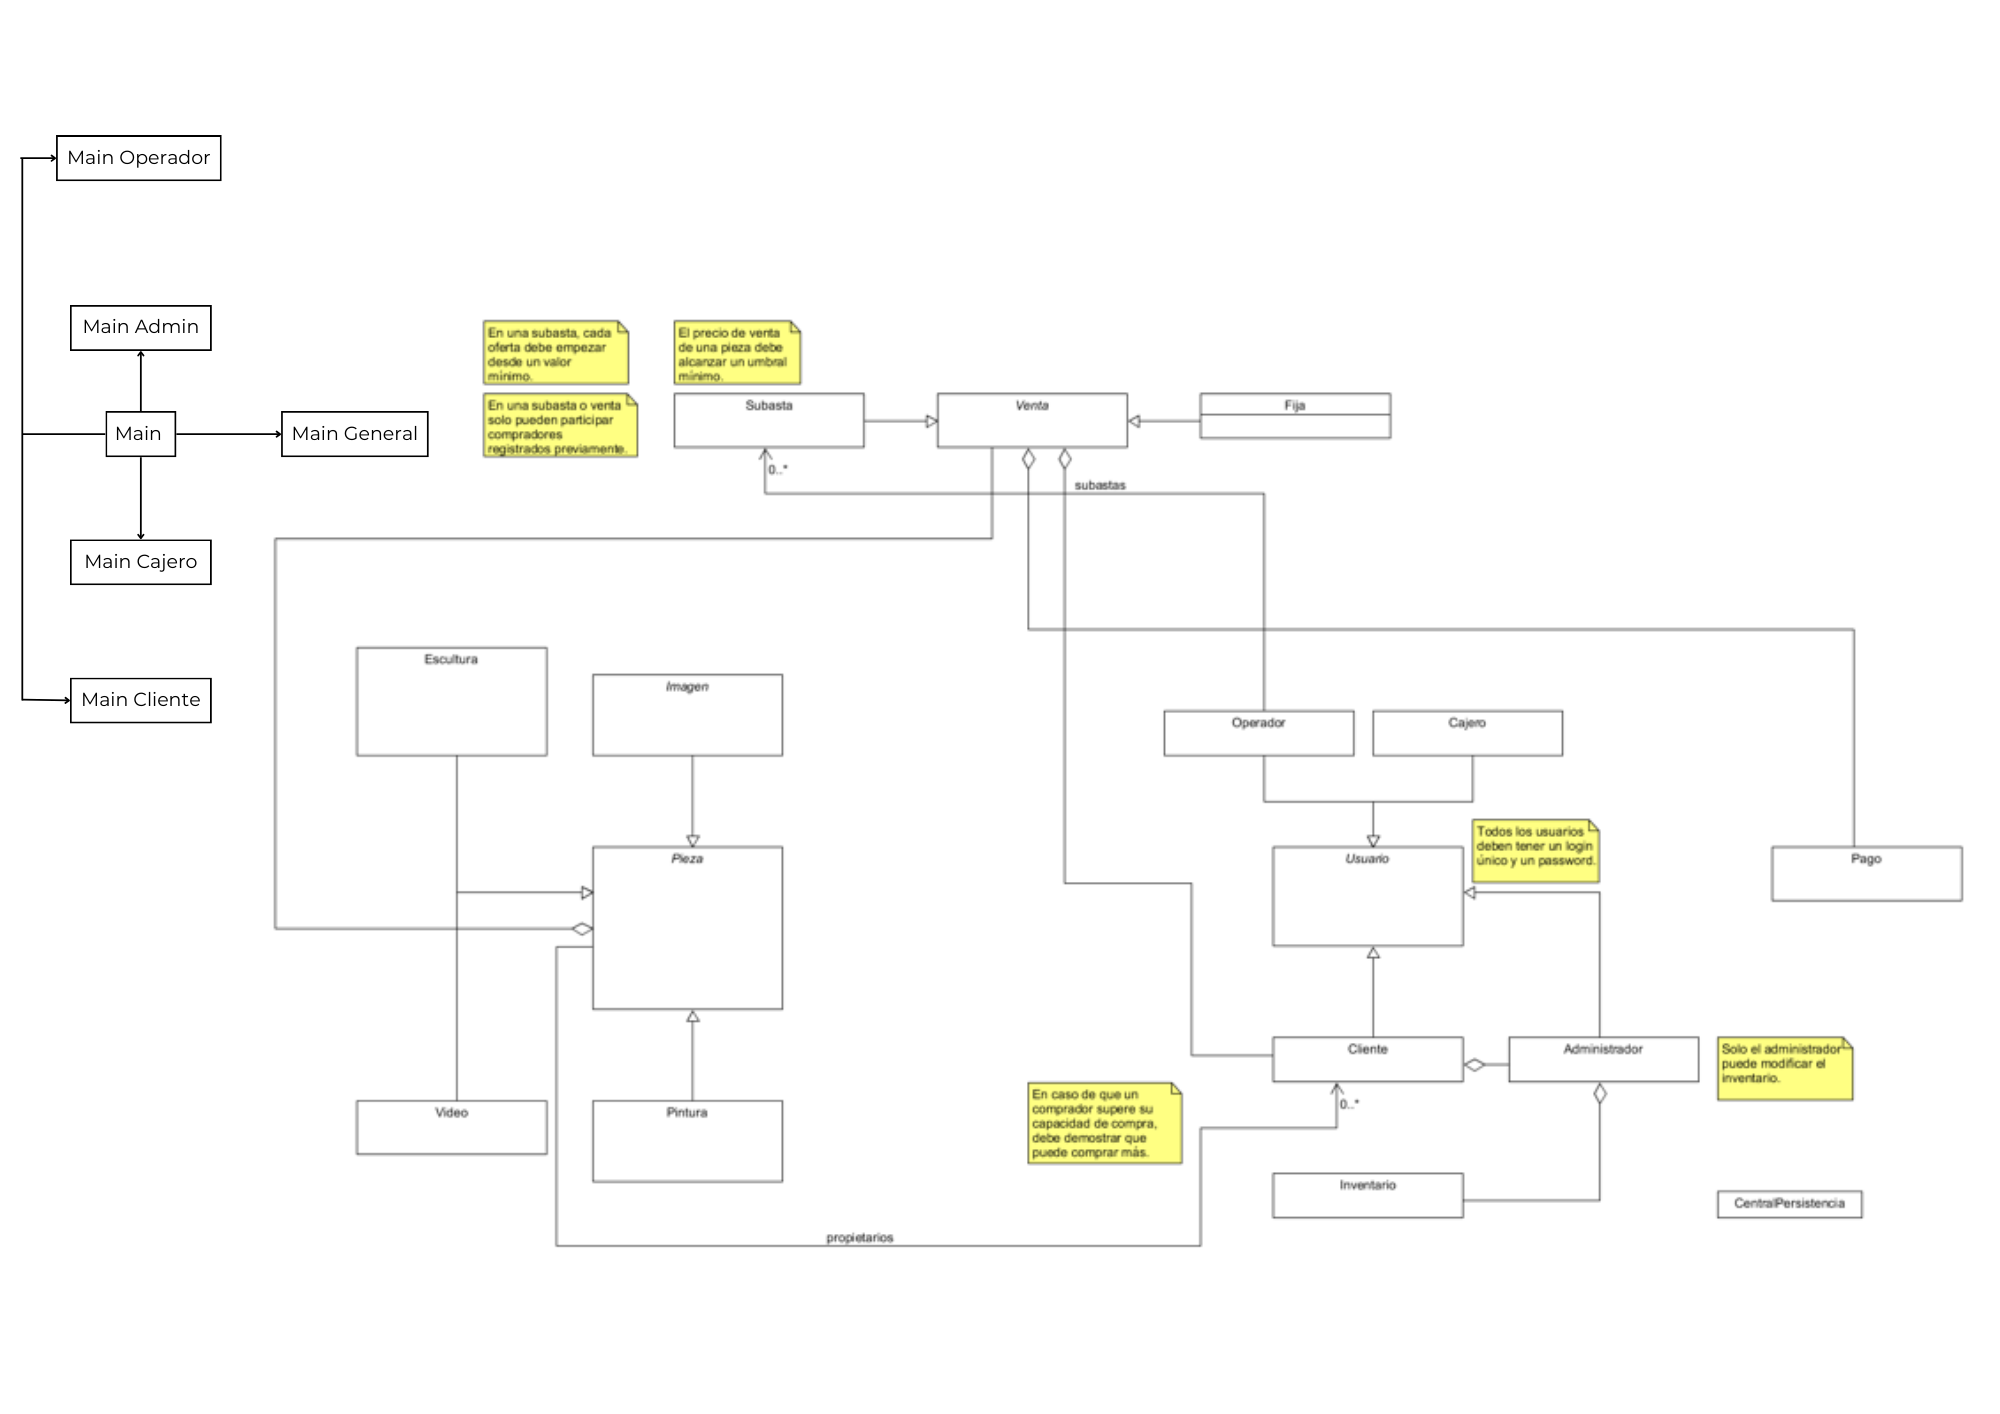 Main Operador
Main Admin
Main
Main General
Main Cajero
Main Cliente
En una subasta, cada
oferta debe empezar
desde un valor
mínimo.
El precio de venta
de una pieza debe
alcanzar un umbral
mínimo.
En una subasta o venta
solo pueden participar
compradores
registrados previamente.
Subasta
Venta
Fija
0..*
subastas
Escultura
Imagen
Operador
Cajero
Todos los usuarios
deben tener un login
único y un password.
Pieza
Usuario
Pago
Cliente
Administrador
Solo el administrador
puede modificar el
inventario.
En caso de que un
comprador supere su
capacidad de compra,
debe demostrar que
puede comprar más.
0..*
Video
Pintura
Inventario
CentralPersistencia
propietarios